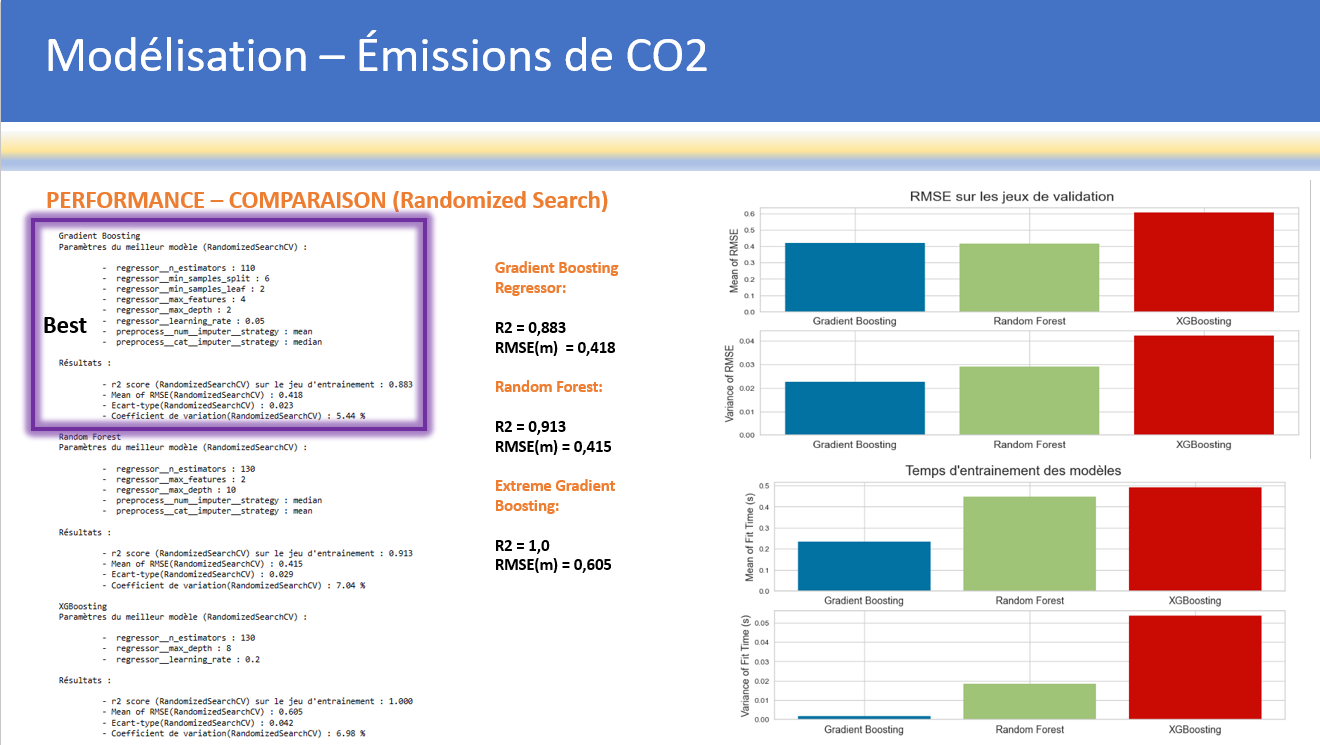 Modélisation – Émissions de CO2
PERFORMANCE – COMPARAISON (Randomized Search)
Gradient Boosting
Paramètres du meilleur modèle (RandomizedSearchCV) :
- regressor__n_estimators : 110
- regressor__min_samples_split : 6
- regressor__min_samples_leaf : 2
- regressor__max_features : 4
- regressor__max_depth : 2
- regressor__learning_rate : 0.05
- preprocess__num__imputer__strategy : mean
- preprocess__cat__imputer__strategy : median
Best
Résultats :
- r2 score (RandomizedSearchCV) sur le jeu d'entrainement : 0.883
- Mean of RMSE(RandomizedSearchCV) : 0.418
- Ecart-type(RandomizedSearchCV) : 0.023
- Coefficient de variation(RandomizedSearchCV) : 5.44 %
Random Forest
Paramètres du meilleur modèle (RandomizedSearchCV) :
- regressor__n_estimators : 130
- regressor__max_features : 2
- regressor__max_depth : 10
- preprocess__num__imputer__strategy : median
- preprocess__cat__imputer__strategy : mean
Résultats :
- r2 score (RandomizedSearchCV) sur le jeu d'entrainement : 0.913
- Mean of RMSE(RandomizedSearchCV) : 0.415
- Ecart-type(RandomizedSearchCV) : 0.029
- Coefficient de variation(RandomizedSearchCV) : 7.04 %
XGBoosting
Paramètres du meilleur modèle (RandomizedSearchCV) :
- regressor__n_estimators : 130
- regressor__max_depth : 8
- regressor__learning_rate : 0.2
Résultats :
- r2 score (RandomizedSearchCV) sur le jeu d'entrainement : 1.000
- Mean of RMSE(RandomizedSearchCV) : 0.605
- Ecart-type(RandomizedSearchCV) : 0.042
- Coefficient de variation(RandomizedSearchCV) : 6.98 %
Gradient Boosting
Regressor:
R2 = 0,883
RMSE(m) = 0,418
Random Forest:
R2 = 0,913
RMSE(m) = 0,415
Extreme Gradient
Boosting:
R2 = 1,0
RMSE(m) = 0,605
RMSE sur les jeux de validation
Mean of RMSE
0.6
0.5
0.4
0.3
0.2
0.1
0.0
Gradient Boosting Random Forest XGBoosting
Variance of RMSE
0.04
0.03
0.02
0.01
0.00
Gradient Boosting Random Forest XGBoosting
Temps d'entrainement des modèles
Mean of Fit Time (s)
0.5
0.4
0.3
0.2
0.1
0.0
Gradient Boosting Random Forest XGBoosting
Variance of Fit Time (s)
0.05
0.04
0.03
0.02
0.01
0.00
Gradient Boosting Random Forest XGBoosting